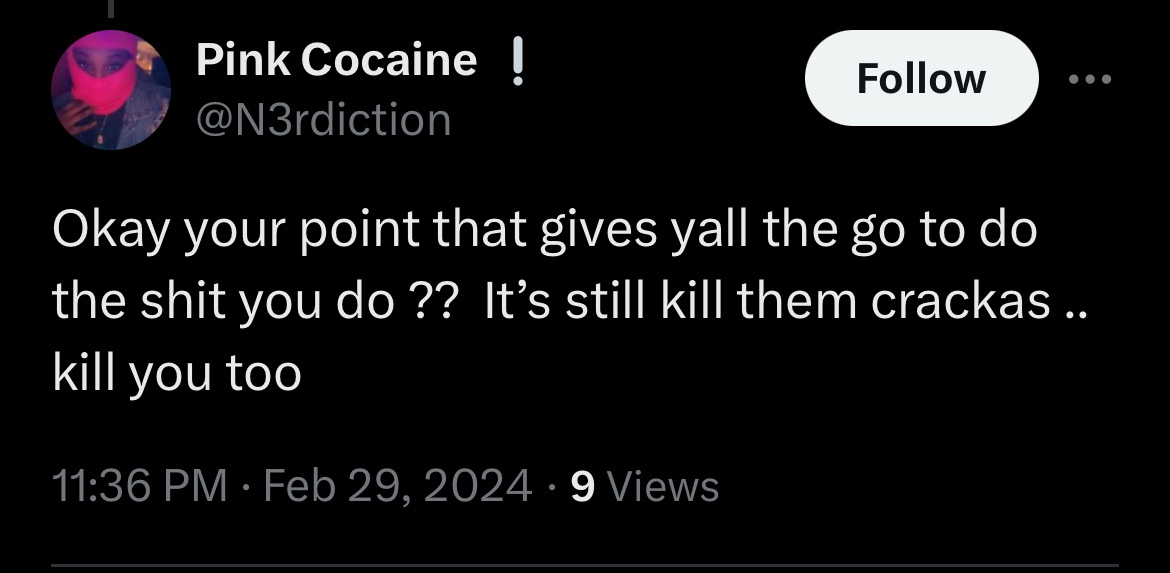 Pink Cocaine ❕
@N3rdiction
Follow
Okay your point that gives yall the go to do
the shit you do ??  It’s still kill them crackas ..
kill you too
11:36 PM · Feb 29, 2024 · 9 Views